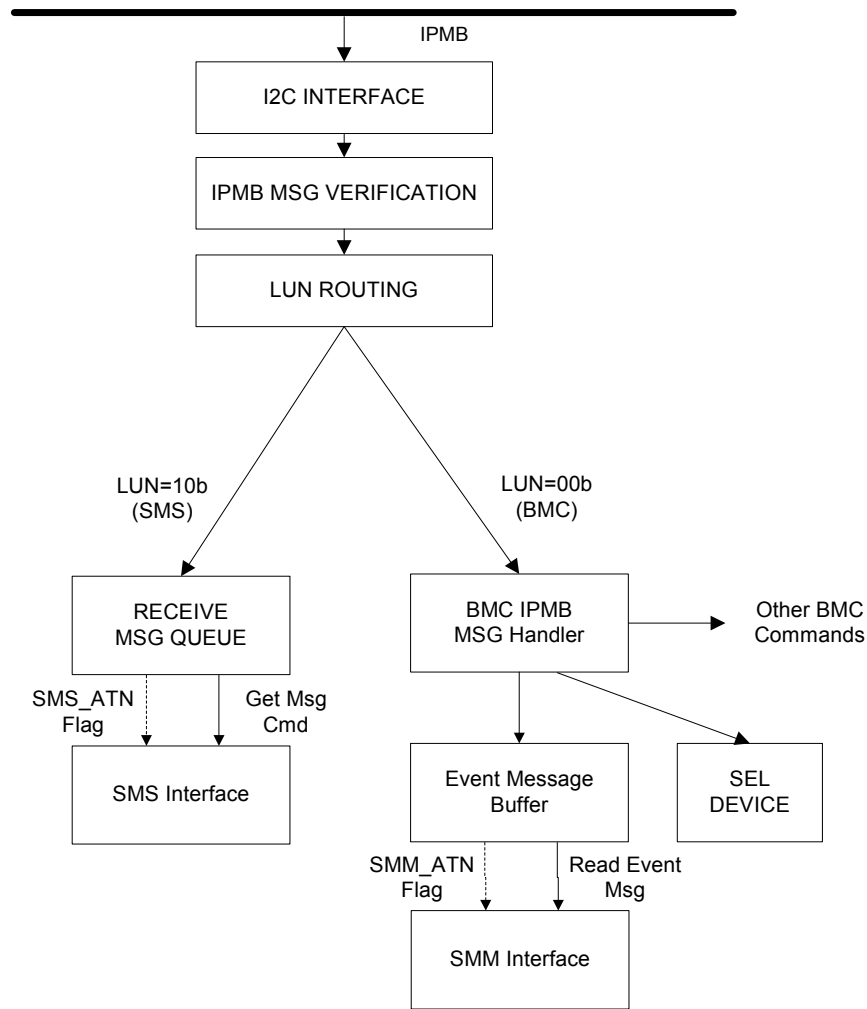 IPMB
I2C INTERFACE
IPMB MSG VERIFICATION
LUN ROUTING
LUN=10b
(SMS)
LUN=00b
(BMC)
RECEIVE
MSG QUEUE
BMC IPMB
MSG Handler
Other BMC
Commands
SMS_ATN
Flag
Get Msg
Cmd
SMS Interface
Event Message
Buffer
SEL
DEVICE
SMM_ATN
Flag
Read Event
Msg
SMM Interface